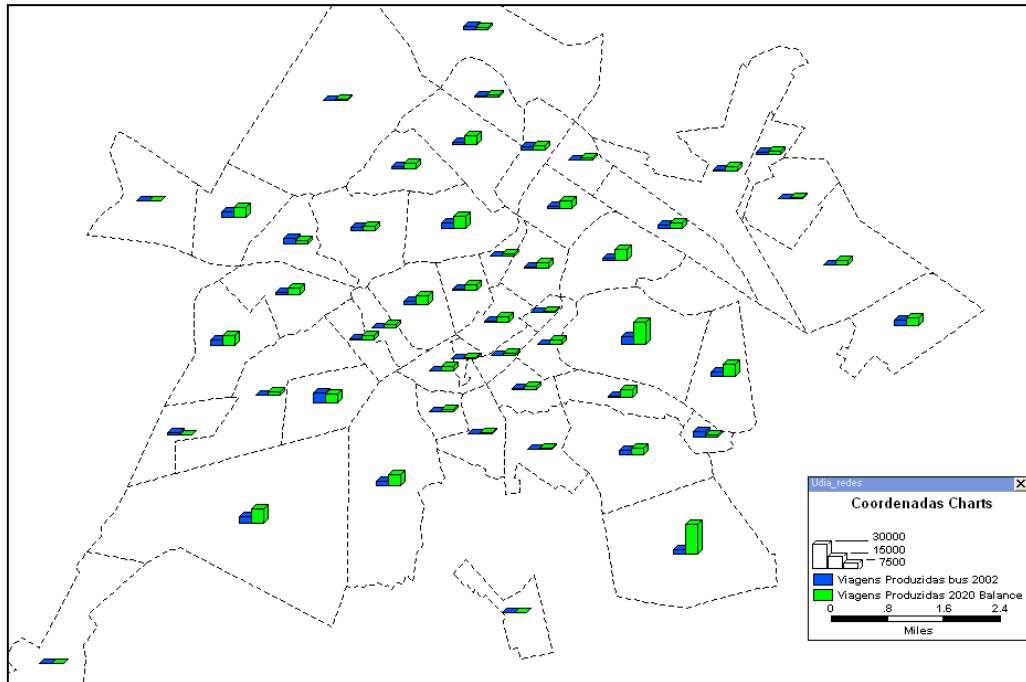 Udia_redes
Coordenadas Charts
30000
15000
7500
Viagens Produzidas bus 2002
Viagens Produzidas 2020 Balance
0 .8 1.6 2.4
Miles